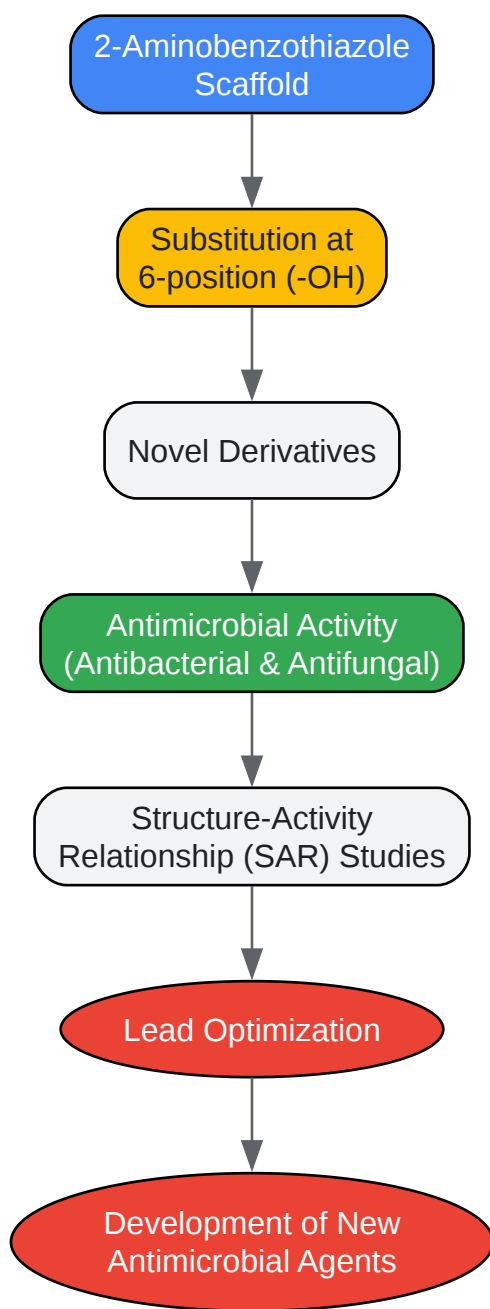 2-Aminobenzothiazole
Scaffold
Substitution at
6-position (-OH)
Novel Derivatives
Antimicrobial Activity
(Antibacterial & Antifungal)
Structure-Activity
Relationship (SAR) Studies
Lead Optimization
Development of New
Antimicrobial Agents